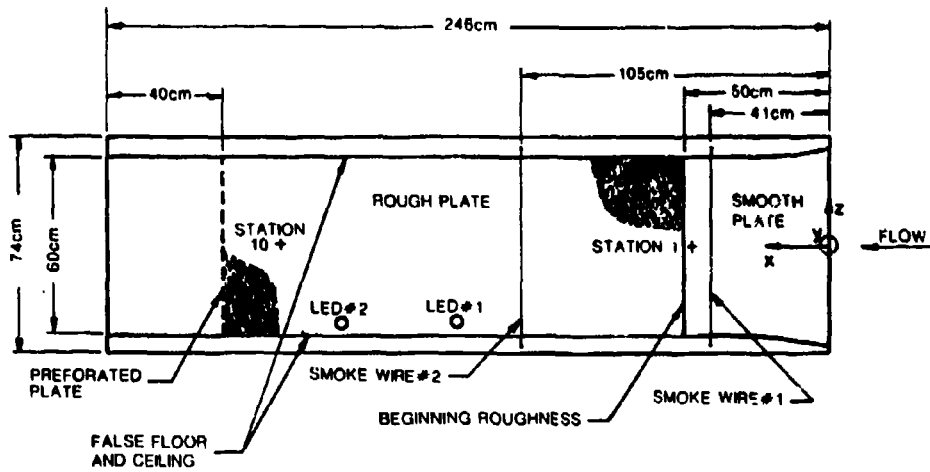 246cm
105cm
40cm
50cm
41cm
74cm
60cm
ROUGH PLATE
SMOOTH
PLATE
Z
STATION
10 +
STATION 1 +
Y
X
FLOW
LED#2
LED#1
PREFORATED
PLATE
SMOKE WIRE#2
BEGINNING ROUGHNESS
SMOKE WIRE#1
FALSE FLOOR
AND CEILING